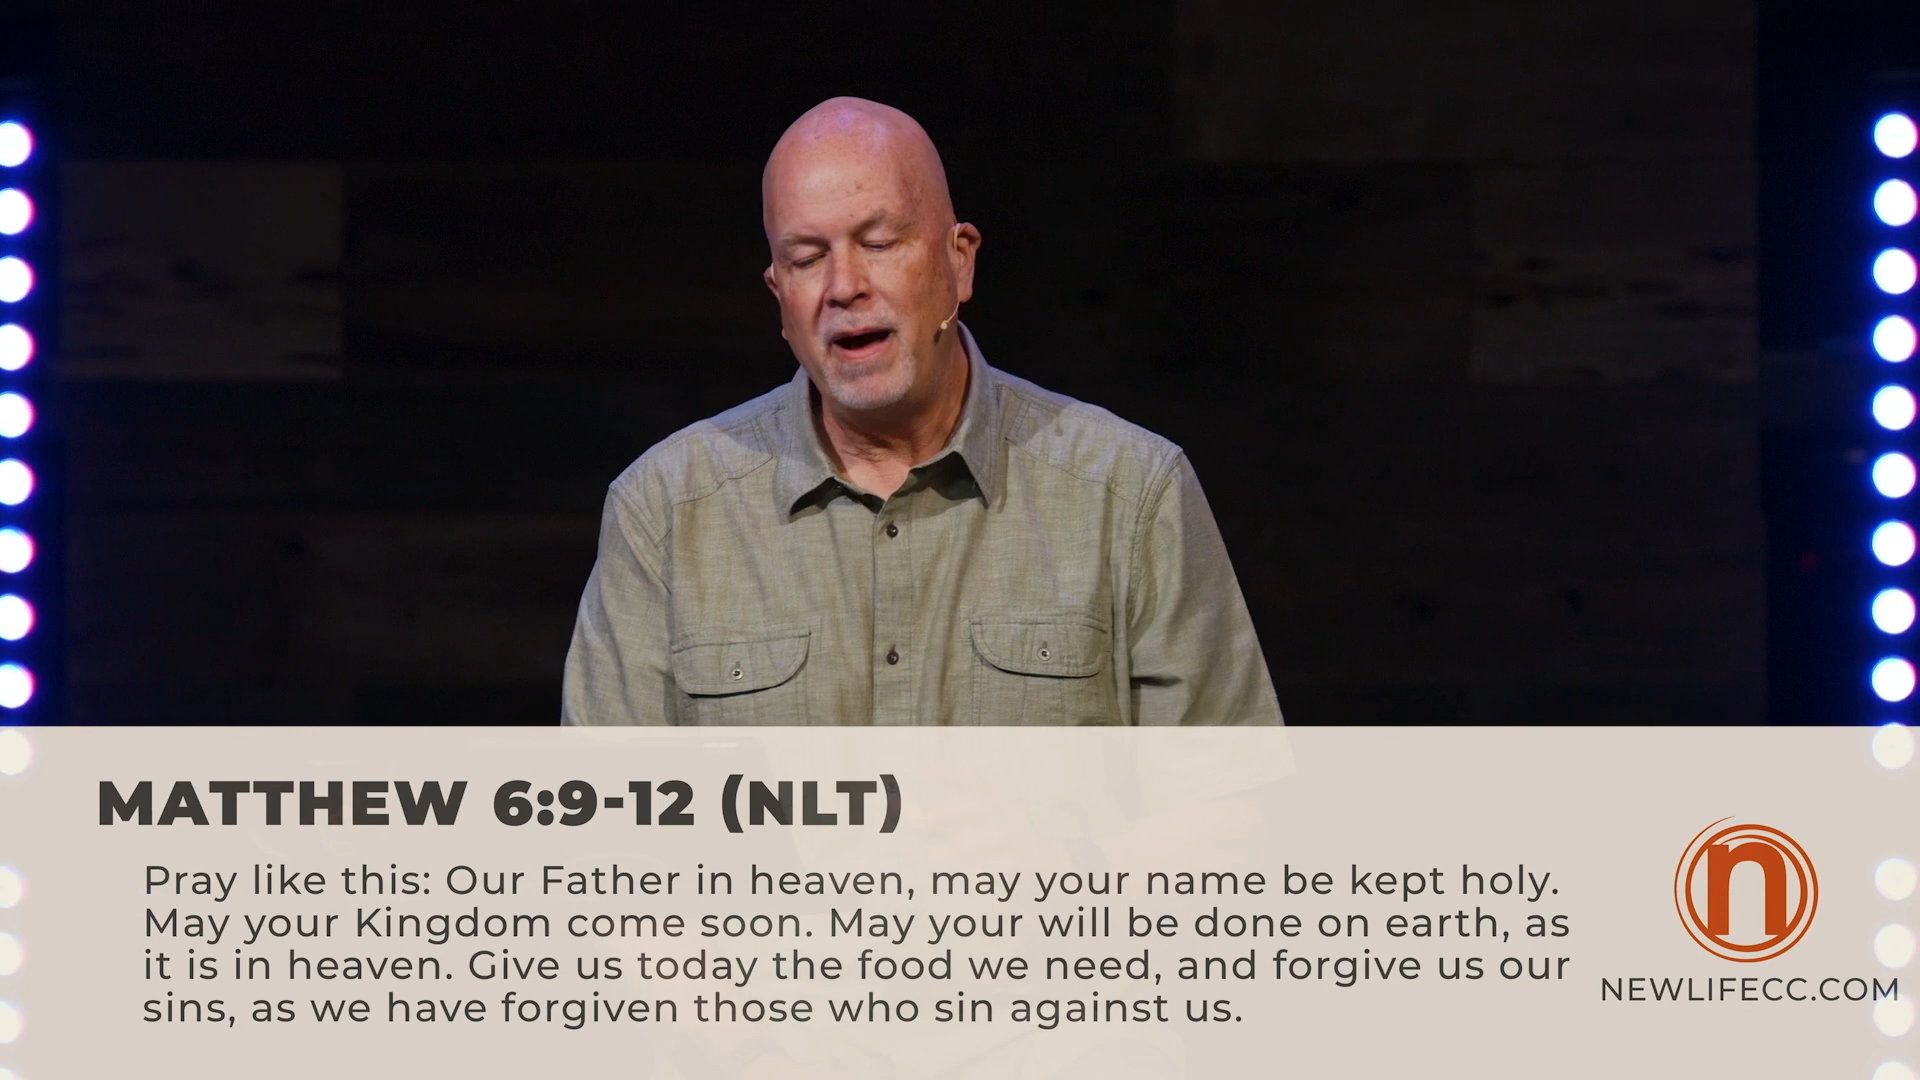 MATTHEW 6:9-12 (NLT)
Pray like this: Our Father in heaven, may your name be kept holy.
May your Kingdom come soon. May your will be done on earth, as
it is in heaven. Give us today the food we need, and forgive us our
sins, as we have forgiven those who sin against us.
n
NEWLIFECC.COM